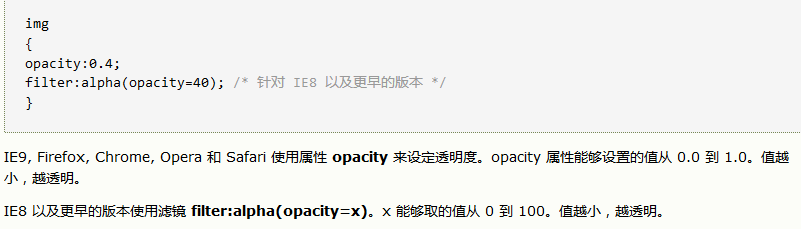 img
{
opacity:0.4;
filter:alpha(opacity=40); /* 针对 IE8 以及更早的版本 */
}
IE9, Firefox, Chrome, Opera 和 Safari 使用属性 opacity 来设定透明度。opacity 属性能够设置的值从 0.0 到 1.0。值越
小，越透明。
IE8 以及更早的版本使用滤镜 filter:alpha(opacity=x)。x 能够取的值从 0 到 100。值越小，越透明。